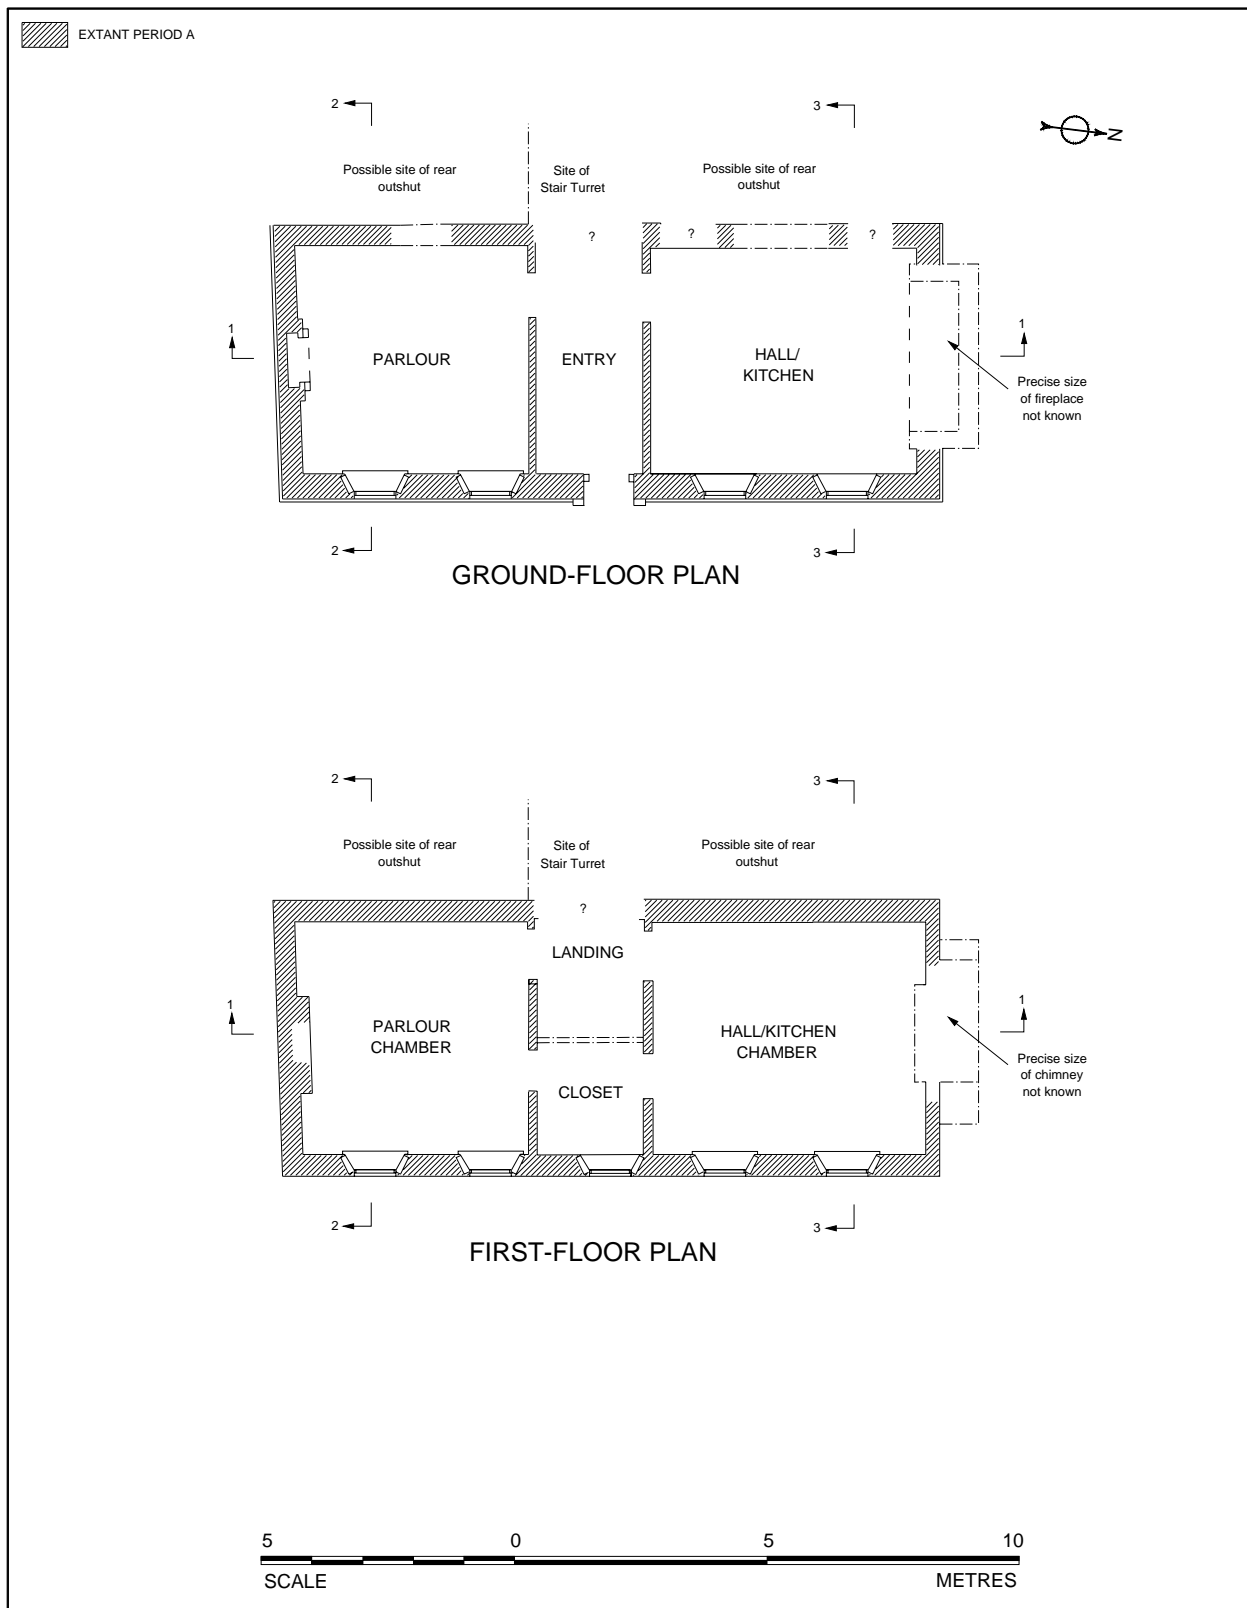 EXTANT PERIOD A
2
3
N
Possible site of rear
outshut
Site of
Stair Turret
Possible site of rear
outshut
?
?
?
1
1
PARLOUR
ENTRY
HALL/
KITCHEN
Precise size
of fireplace
not known
2
3
GROUND-FLOOR PLAN
2
3
Possible site of rear
outshut
Site of
Stair Turret
Possible site of rear
outshut
?
LANDING
1
1
PARLOUR
CHAMBER
HALL/KITCHEN
CHAMBER
CLOSET
Precise size
of chimney
not known
2
3
FIRST-FLOOR PLAN
5 0 5 10
SCALE METRES